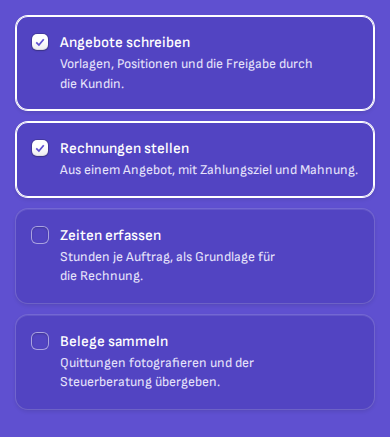 Angebote schreiben
Vorlagen, Positionen und die Freigabe durch
die Kundin.
Rechnungen stellen
Aus einem Angebot, mit Zahlungsziel und Mahnung.
Zeiten erfassen
Stunden je Auftrag, als Grundlage für
die Rechnung.
Belege sammeln
Quittungen fotografieren und der
Steuerberatung übergeben.